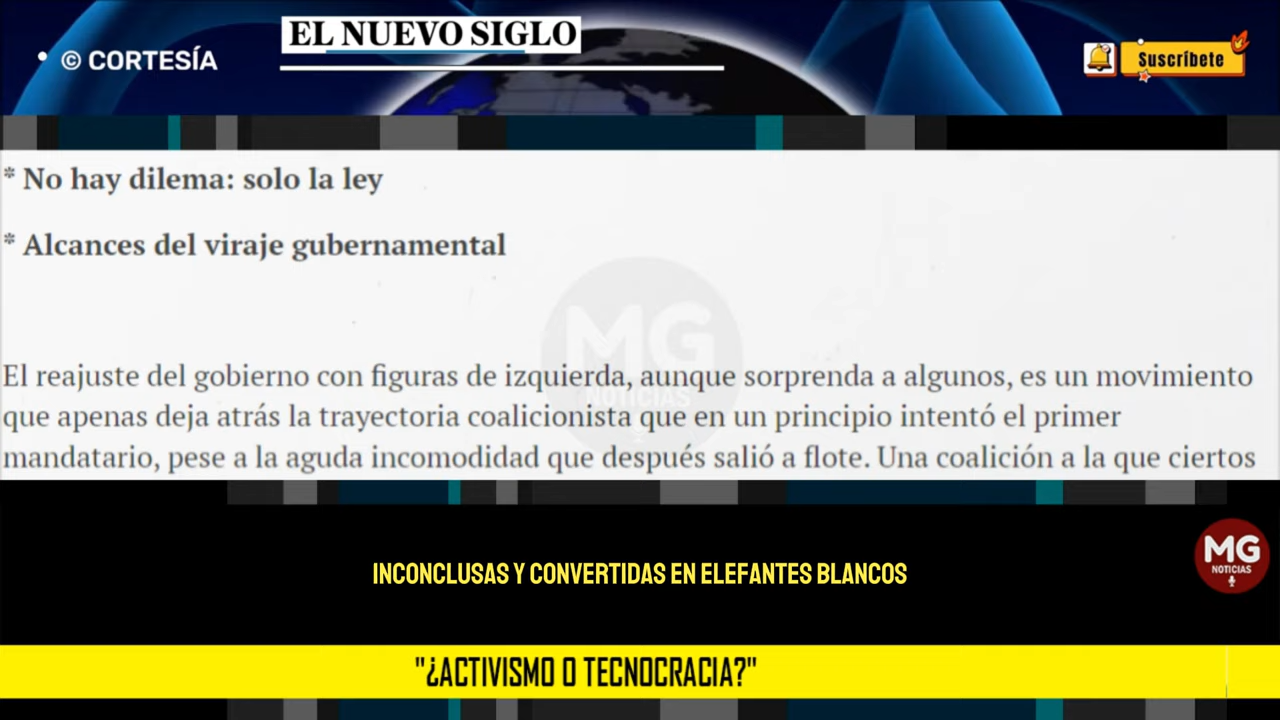 EL NUEVO SIGLO
© CORTESÍA
Suscríbete
* No hay dilema: solo la ley
* Alcances del viraje gubernamental
El reajuste del gobierno con figuras de izquierda, aunque sorprenda a algunos, es un movimiento
que apenas deja atrás la trayectoria coalicionista que en un principio intentó el primer
mandatario, pese a la aguda incomodidad que después salió a flote. Una coalición a la que ciertos
MG
NOTICIAS
INCONCLUSAS Y CONVERTIDAS EN ELEFANTES BLANCOS
MG
NOTICIAS
"¿ACTIVISMO O TECNOCRACIA?"